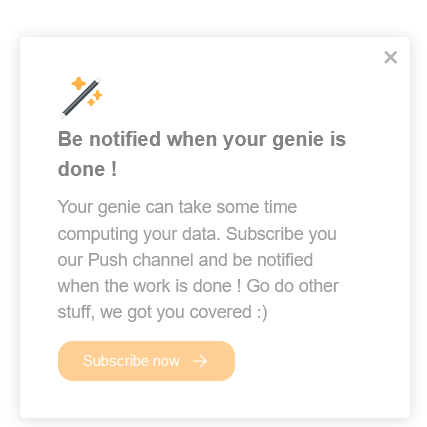 Be notified when your genie is
done !
Your genie can take some time
computing your data. Subscribe you
our Push channel and be notified
when the work is done ! Go do other
stuff, we got you covered :)
Subscribe now →